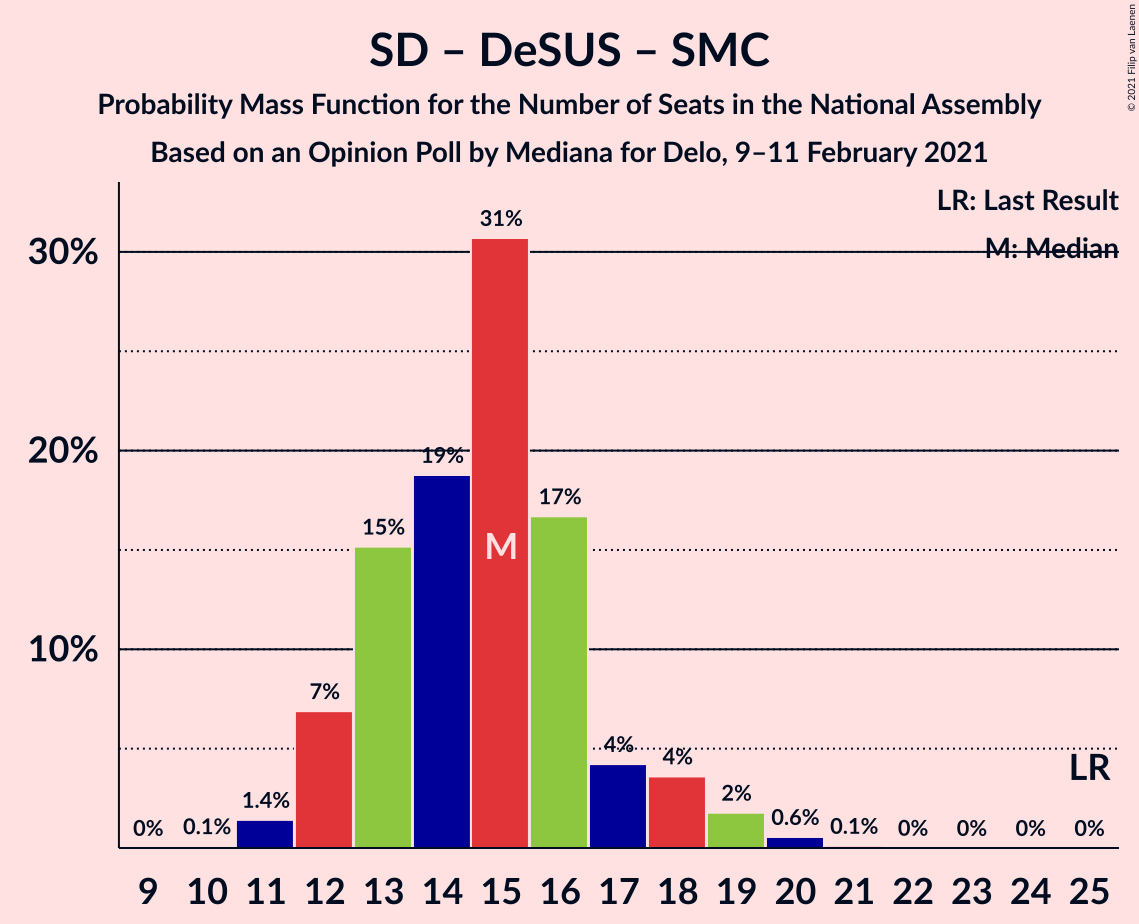 SD – DeSUS – SMC
Probability Mass Function for the Number of Seats in the National Assembly
Based on an Opinion Poll by Mediana for Delo, 9–11 February 2021
© 2021 Filip van Laenen
LR: Last Result
M: Median
30%
20%
10%
0%
0.1%
1.4%
7%
15%
19%
31%
17%
4%
4%
2%
0.6%
0.1%
0%
0%
0%
0%
M
LR
9 10 11 12 13 14 15 16 17 18 19 20 21 22 23 24 25